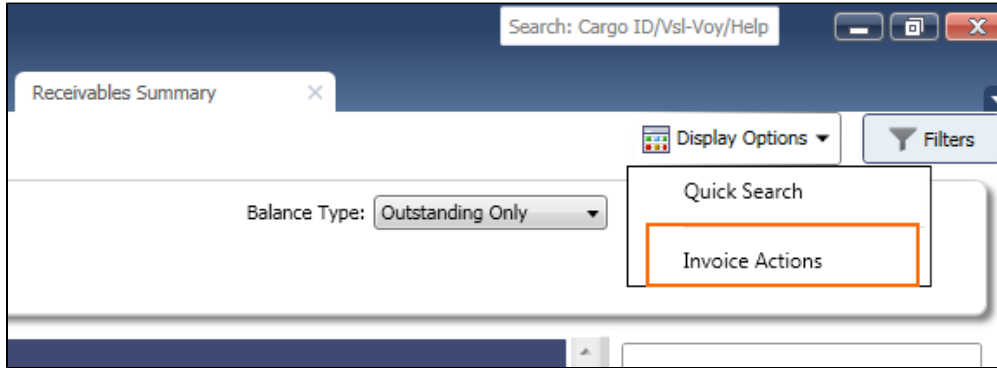 Search: Cargo ID/Vsl-Voy/Help
Receivables Summary
Display Options
Filters
Quick Search
Balance Type: Outstanding Only
Invoice Actions